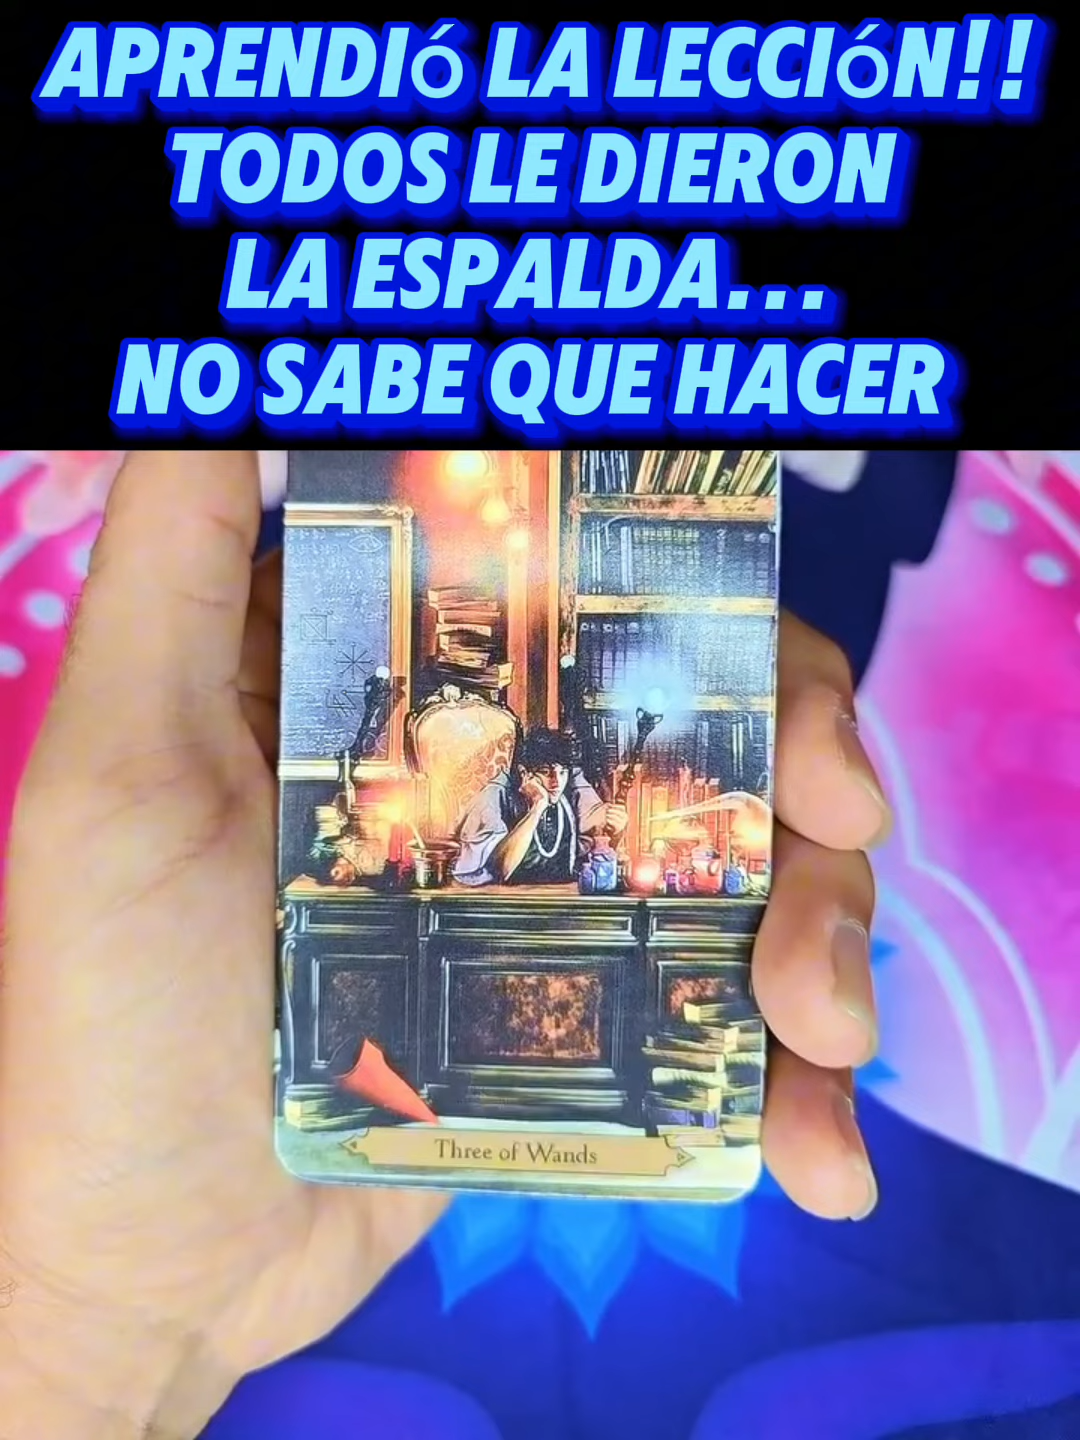 APRENDIÓ LA LECCIÓN!!
TODOS LE DIERON
LA ESPALDA...
NO SABE QUE HACER
Three of Wands